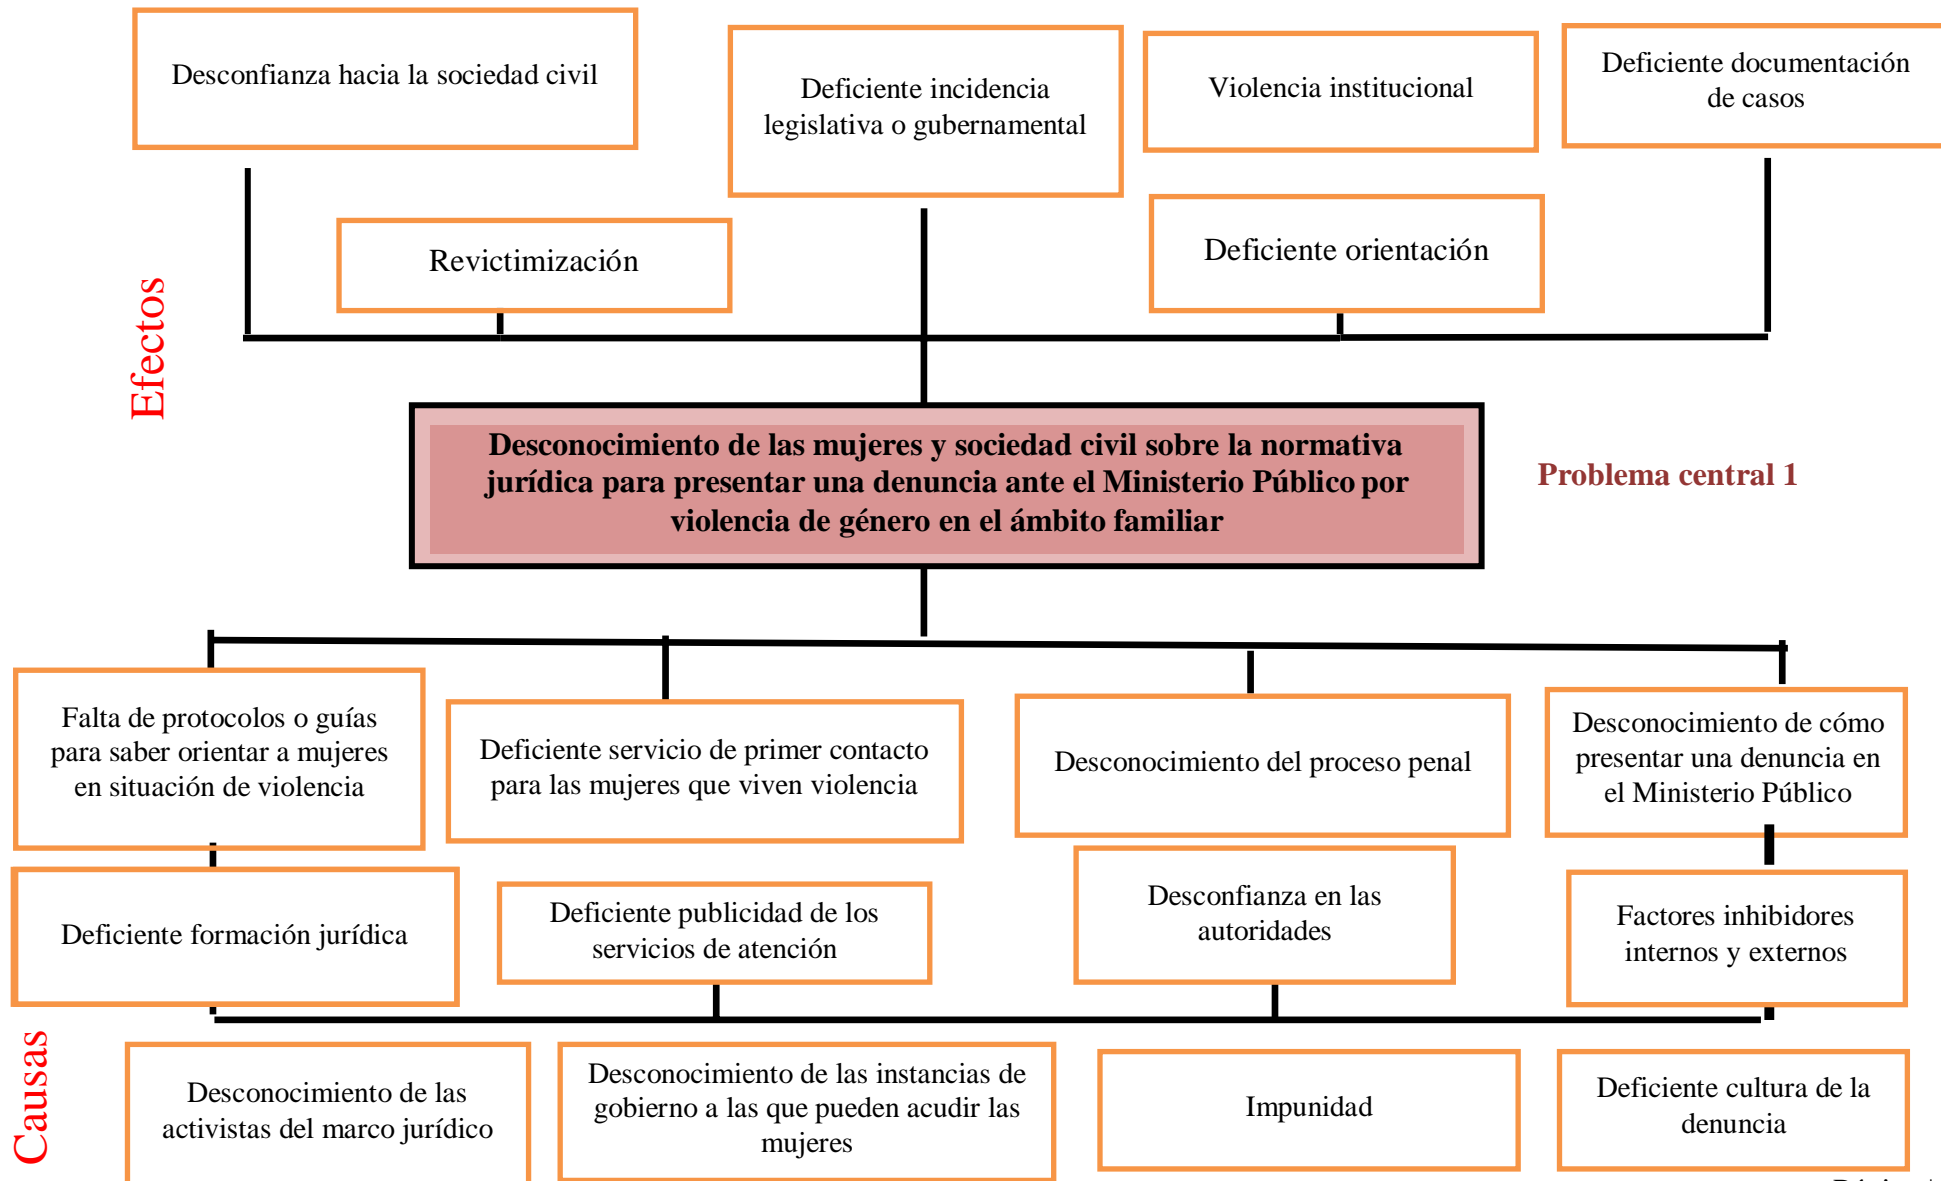 Desconfianza hacia la sociedad civil
Deficiente incidencia
legislativa o gubernamental
Violencia institucional
Deficiente documentación
de casos
Revictimización
Deficiente orientación
Efectos
Desconocimiento de las mujeres y sociedad civil sobre la normativa
jurídica para presentar una denuncia ante el Ministerio Público por
violencia de género en el ámbito familiar
Problema central 1
Falta de protocolos o guías
para saber orientar a mujeres
en situación de violencia
Deficiente servicio de primer contacto
para las mujeres que viven violencia
Desconocimiento del proceso penal
Desconocimiento de cómo
presentar una denuncia en
el Ministerio Público
Deficiente formación jurídica
Deficiente publicidad de los
servicios de atención
Desconfianza en las
autoridades
Factores inhibidores
internos y externos
Causas
Desconocimiento de las
activistas del marco jurídico
Desconocimiento de las instancias de
gobierno a las que pueden acudir las
mujeres
Impunidad
Deficiente cultura de la
denuncia